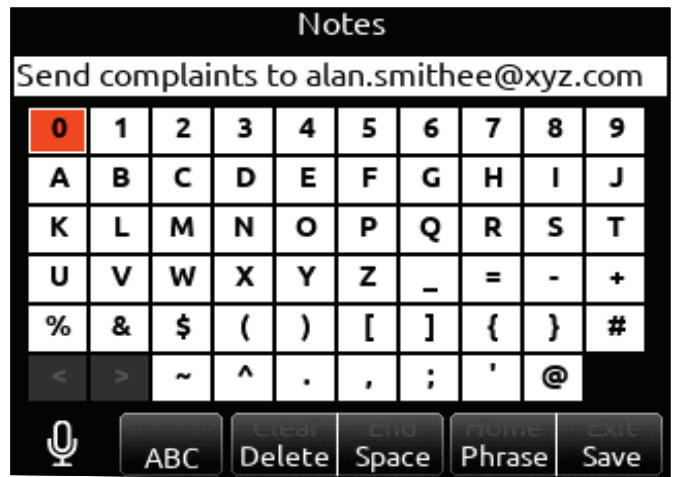 Notes
Send complaints to alan.smithee@xyz.com
0 1 2 3 4 5 6 7 8 9
A B C D E F G H I J
K L M N O P Q R S T
U V W X Y Z _ = - +
% & $ ( ) [ ] { } #
< > ~ ^ . , ; ' @
Clear End Home Exit
ABC Delete Space Phrase Save